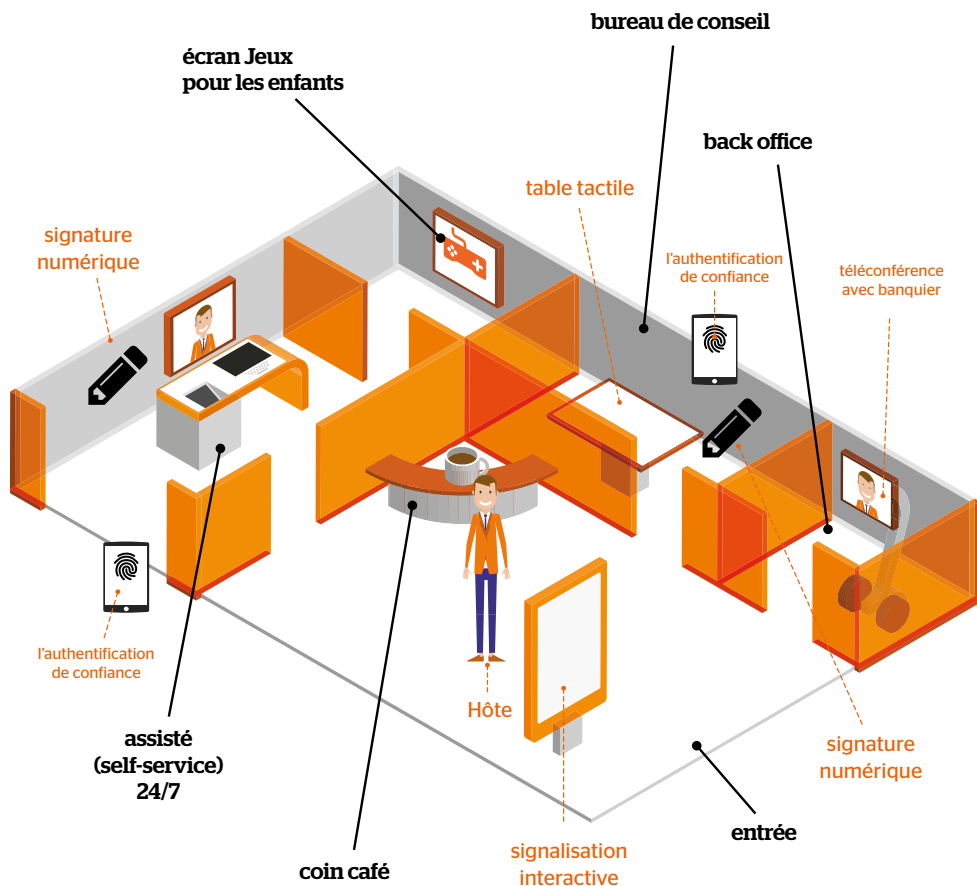 bureau de conseil
écran Jeux
pour les enfants
back office
table tactile
signature
numérique
l'authentification
de confiance
téléconférence
avec banquier
l'authentification
de confiance
Hôte
assisté
(self-service)
24/7
signature
numérique
entrée
signalisation
interactive
coin café